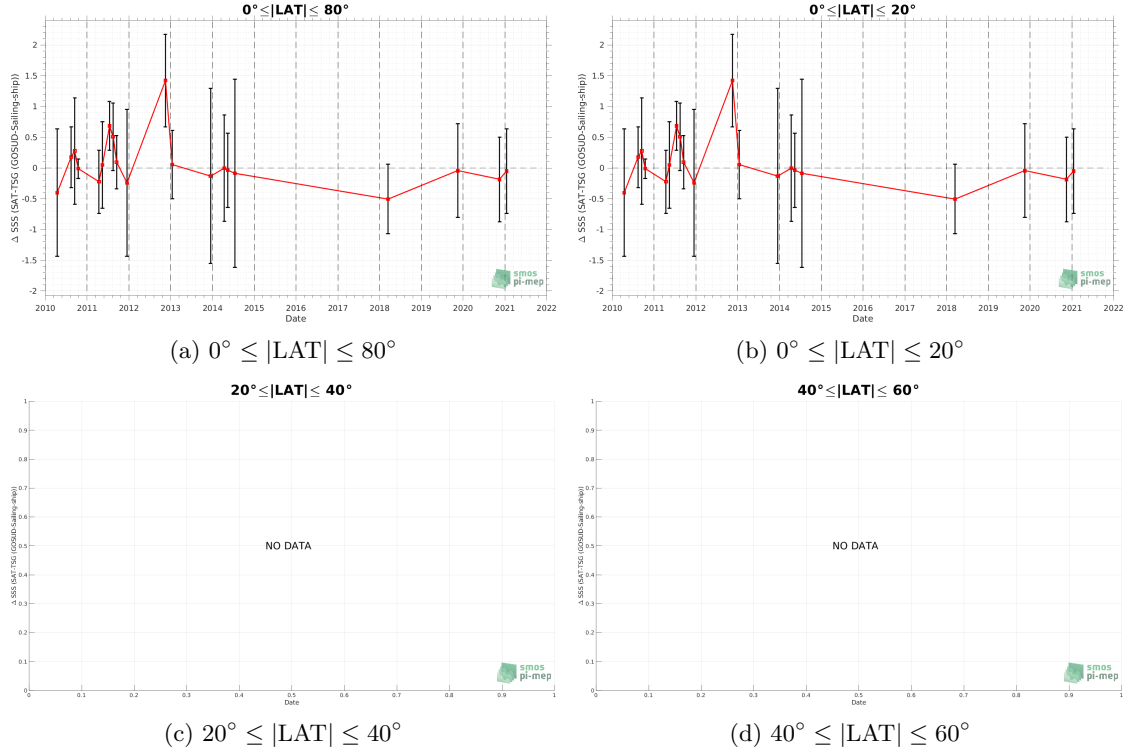 0°≤|LAT|≤ 80°
Δ SSS (SAT-TSG (GOSUD-Sailing-ship))
2
1.5
1
0.5
0
-0.5
-1
-1.5
-2
2010 2011 2012 2013 2014 2015 2016 2017 2018 2019 2020 2021 2022
Date
smos
pi-mep
(a) 0° ≤ |LAT| ≤ 80°
0°≤|LAT|≤ 20°
Δ SSS (SAT-TSG (GOSUD-Sailing-ship))
2
1.5
1
0.5
0
-0.5
-1
-1.5
-2
2010 2011 2012 2013 2014 2015 2016 2017 2018 2019 2020 2021 2022
Date
smos
pi-mep
(b) 0° ≤ |LAT| ≤ 20°
20°≤|LAT|≤ 40°
Δ SSS (SAT-TSG (GOSUD-Sailing-ship))
1
0.9
0.8
0.7
0.6
0.5
0.4
0.3
0.2
0.1
0
NO DATA
0 0.1 0.2 0.3 0.4 0.5 0.6 0.7 0.8 0.9 1
Date
smos
pi-mep
(c) 20° ≤ |LAT| ≤ 40°
40°≤|LAT|≤ 60°
Δ SSS (SAT-TSG (GOSUD-Sailing-ship))
1
0.9
0.8
0.7
0.6
0.5
0.4
0.3
0.2
0.1
0
NO DATA
0 0.1 0.2 0.3 0.4 0.5 0.6 0.7 0.8 0.9 1
Date
smos
pi-mep
(d) 40° ≤ |LAT| ≤ 60°